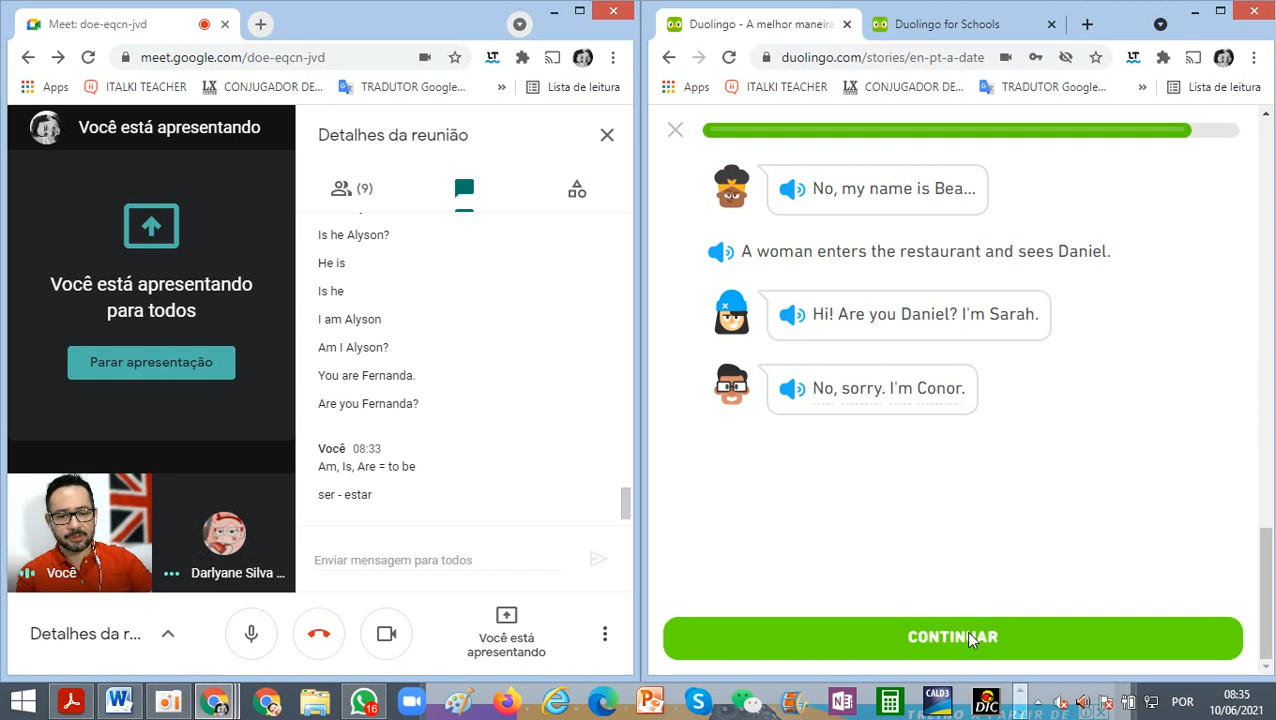 Meet: doe-eqcn-jvd
meet.google.com/doe-eqcn-jvd
Apps
ITALKI TEACHER
LX CONJUGADOR DE...
TRADUTOR Google...
»
Lista de leitura
Você está apresentando
Você está apresentando
para todos
Parar apresentação
Você
Darlyane Silva ...
Detalhes da reunião
(9)
Is he Alyson?
He is
Is he
I am Alyson
Am I Alyson?
You are Fernanda.
Are you Fernanda?
Você 08:33
Am, Is, Are = to be
ser - estar
Enviar mensagem para todos
Detalhes da r...
Você está
apresentando
Duolingo - A melhor maneira
Duolingo for Schools
duolingo.com/stories/en-pt-a-date
Apps
ITALKI TEACHER
LX CONJUGADOR DE...
TRADUTOR Google...
»
Lista de leitura
No, my name is Bea...
A woman enters the restaurant and sees Daniel.
Hi! Are you Daniel? I'm Sarah.
No, sorry. I'm Conor.
CONTINUAR
16
CALD3
DIC
POR
08:35
10/06/2021